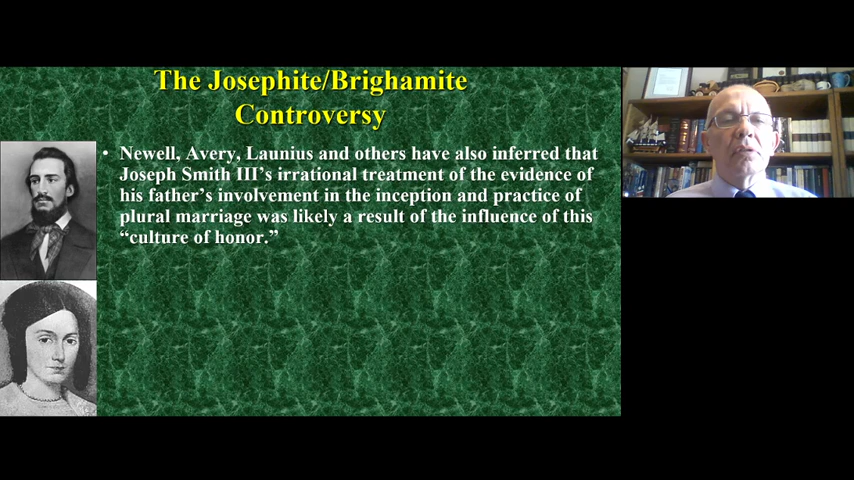 The Josephite/Brighamite
Controversy
• Newell, Avery, Launius and others have also inferred that
Joseph Smith III’s irrational treatment of the evidence of
his father’s involvement in the inception and practice of
plural marriage was likely a result of the influence of this
“culture of honor.”